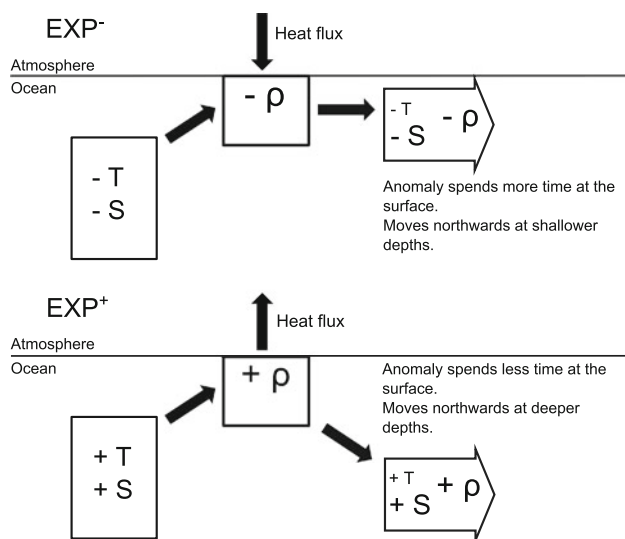 EXP⁻
Heat flux
Atmosphere
Ocean
- ρ
- T
- S
- T
- S
- ρ
Anomaly spends more time at the
surface.
Moves northwards at shallower
depths.
EXP⁺
Heat flux
Atmosphere
Ocean
+ ρ
Anomaly spends less time at the
surface.
Moves northwards at deeper
depths.
+ T
+ S
+ T
+ S
+ ρ